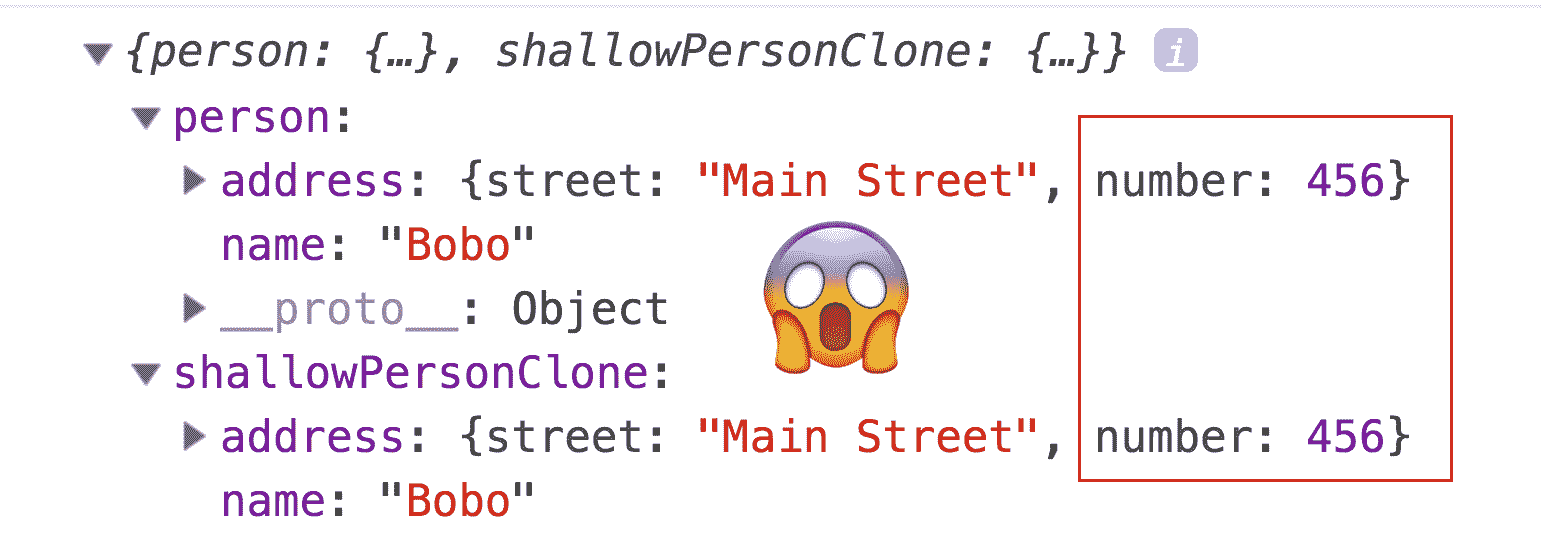 {person: {…}, shallowPersonClone: {…}} i
person:
address: {street: "Main Street", number: 456}
name: "Bobo"
__proto__: Object
shallowPersonClone:
address: {street: "Main Street", number: 456}
name: "Bobo"